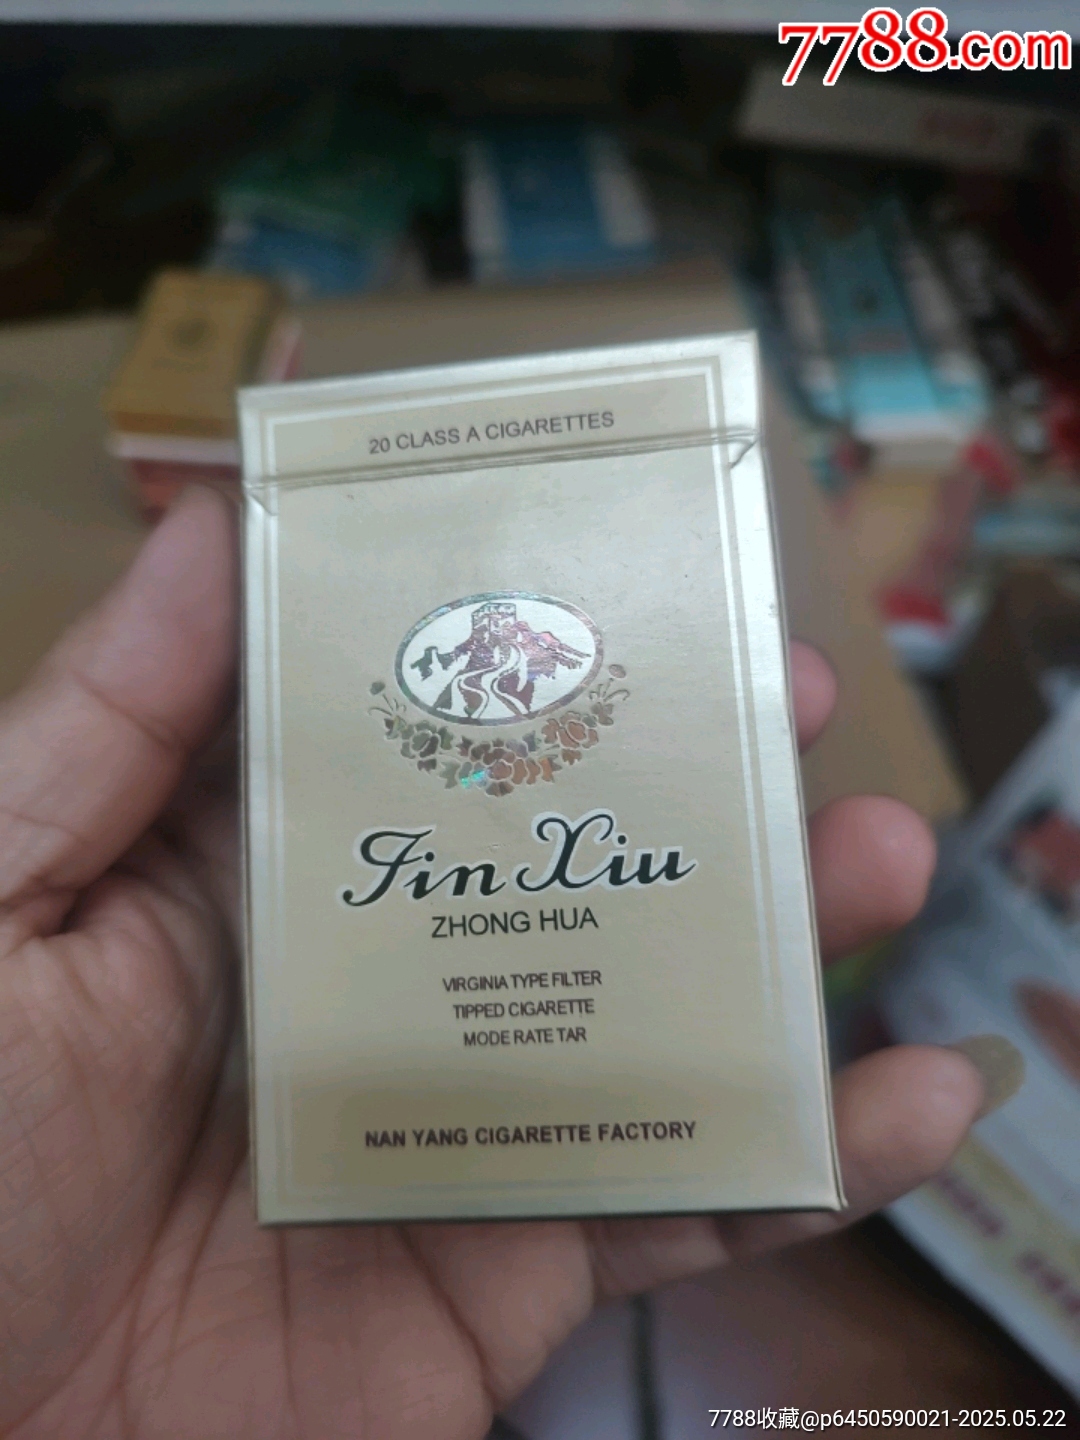 7788.com
20 CLASS A CIGARETTES
Jin Xiu
ZHONG HUA
VIRGINIA TYPE FILTER
TIPPED CIGARETTE
MODE RATE TAR
NAN YANG CIGARETTE FACTORY
7788收藏@p6450590021-2025.05.22